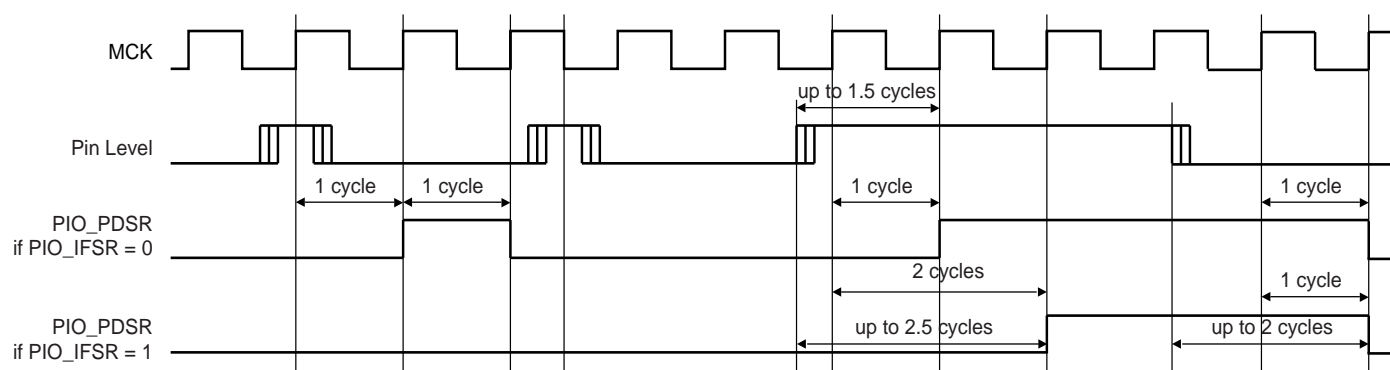 MCK
up to 1.5 cycles
Pin Level
1 cycle
1 cycle
1 cycle
1 cycle
PIO_PDSR
if PIO_IFSR = 0
2 cycles
1 cycle
PIO_PDSR
if PIO_IFSR = 1
up to 2.5 cycles
up to 2 cycles